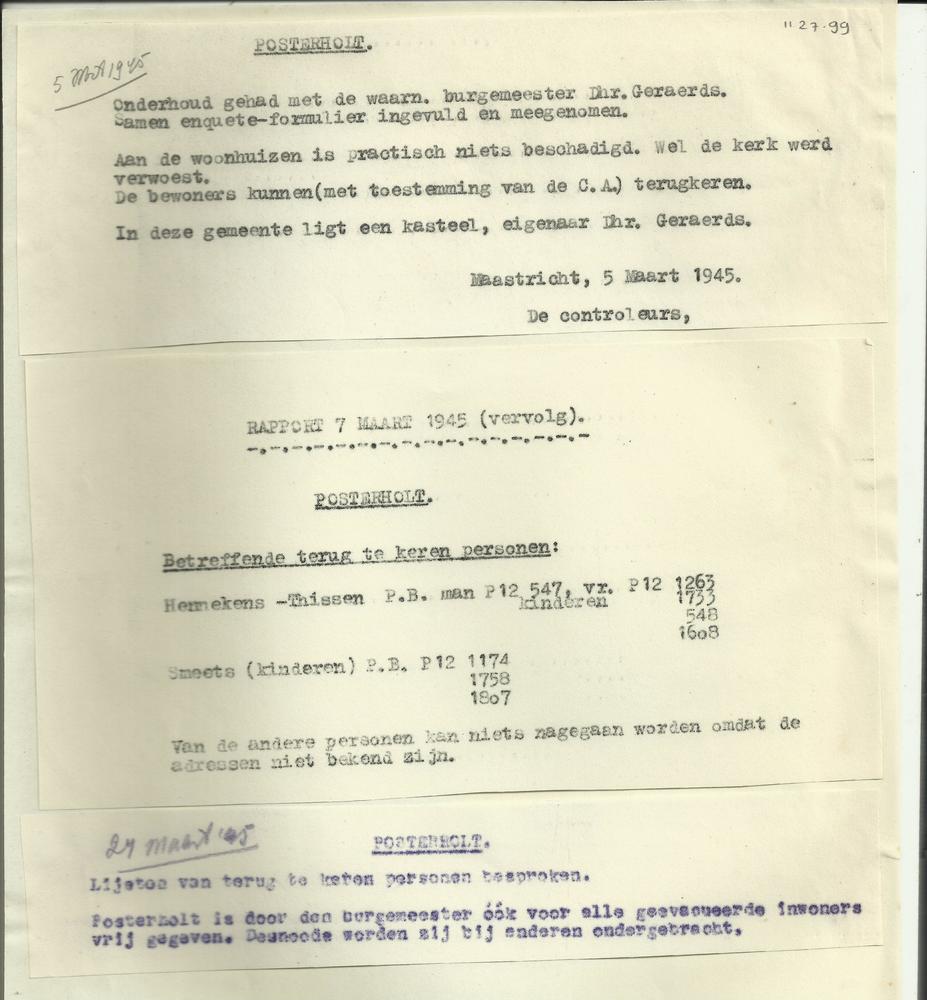 " 27-99
POSTERHOLT.
5 Mrt 1945
Onderhoud gehad met de waarn. burgemeester Dhr. Geraerds.
Samen enquete-formulier ingevuld en meegenomen.
Aan de woonhuizen is practisch niets beschadigd. Wel de kerk werd
verwoest.
De bewoners kunnen(met toestemming van de C.A.) terugkeren.
In deze gemeente ligt een kasteel, eigenaar Dhr. Geraerds.
Maastricht, 5 Maart 1945.
De controleurs,
RAPPORT 7 MAART 1945 (vervolg).
-.-.-.-.-.-.-.-.-.-.-.-.-.-.-.-
POSTERHOLT.
Betreffende terug te keren personen:
Hennekens -Thissen P.B. man P12 547, vr. P12 1263
kinderen 1733
548
16o8
Smeets (kinderen) P.B. P12 1174
1758
18o7
Van de andere personen kan niets nagegaan worden omdat de
adressen niet bekend zijn.
27 Maart '45
POSTERHOLT.
Lijsten van terug te keren personen besproken.
Posterholt is door den burgemeester óók voor alle geevacueerde inwoners
vrij gegeven. Desnoods worden zij bij anderen ondergebracht.